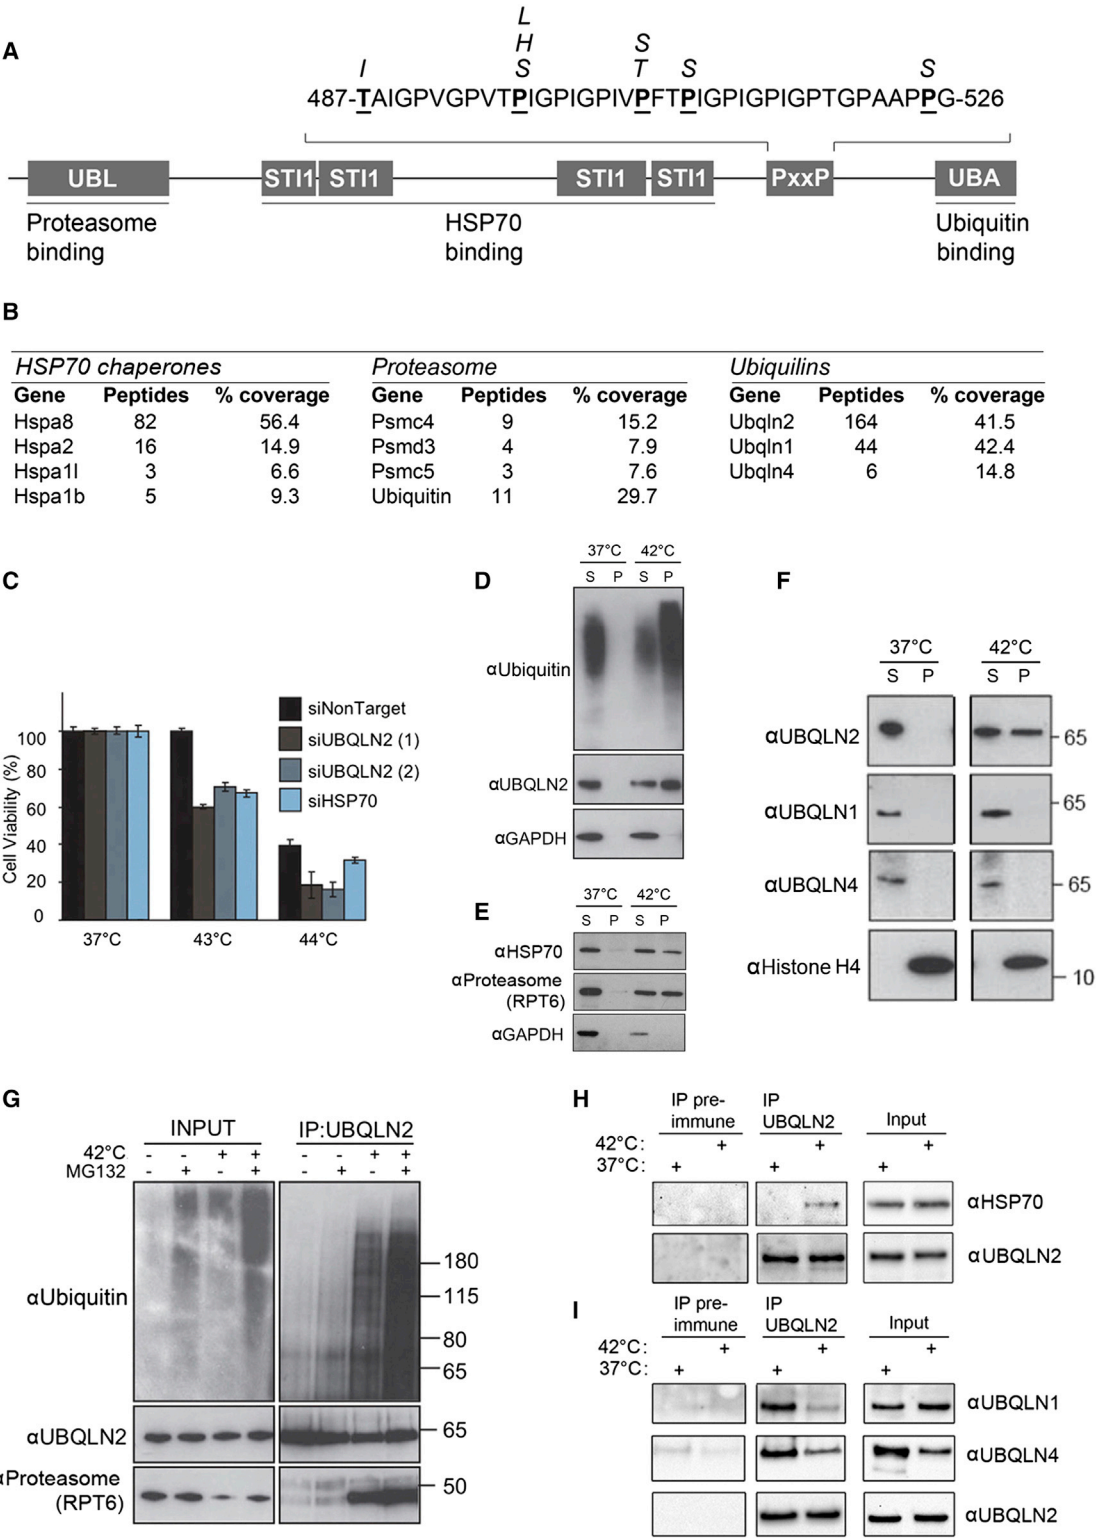 A
L
H S
I S T S S
487-TAIGPVGPVTPIGPIGPIVPFTPIGPIGPIGPTGPAAPPG-526
UBL STI1 STI1 STI1 STI1 PxxP UBA
Proteasome binding
HSP70 binding
Ubiquitin binding
B
HSP70 chaperones Proteasome Ubiquilins
Gene Peptides % coverage Gene Peptides % coverage Gene Peptides % coverage
Hspa8 82 56.4 Psmc4 9 15.2 Ubqln2 164 41.5
Hspa2 16 14.9 Psmd3 4 7.9 Ubqln1 44 42.4
Hspa1l 3 6.6 Psmc5 3 7.6 Ubqln4 6 14.8
Hspa1b 5 9.3 Ubiquitin 11 29.7
C
Cell Viability (%)
100
80
60
40
20
0
37°C 43°C 44°C
siNonTarget
siUBQLN2 (1)
siUBQLN2 (2)
siHSP70
D
37°C 42°C
S P S P
αUbiquitin
αUBQLN2
αGAPDH
E
37°C 42°C
S P S P
αHSP70
αProteasome
(RPT6)
αGAPDH
F
37°C 42°C
S P S P
αUBQLN2 65
αUBQLN1 65
αUBQLN4 65
αHistone H4 10
G
INPUT IP:UBQLN2
42°C - - + + - - + +
MG132 - + - + - + - +
αUbiquitin
180
115
80
65
αUBQLN2 65
αProteasome 50
(RPT6)
H
IP pre-immune IP UBQLN2 Input
42°C: + + +
37°C: + + +
αHSP70
αUBQLN2
I
IP pre-immune IP UBQLN2 Input
42°C: + + +
37°C: + + +
αUBQLN1
αUBQLN4
αUBQLN2